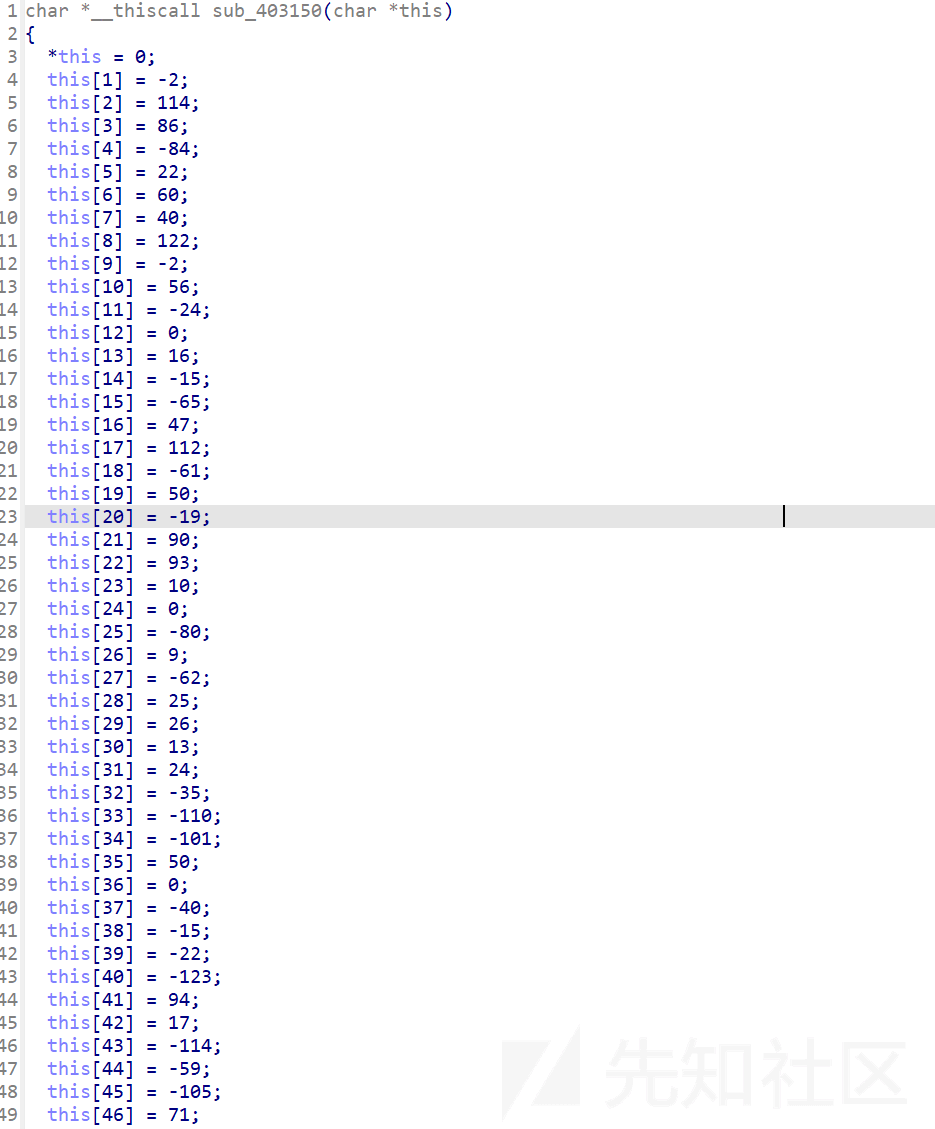 1 char *__thiscall sub_403150(char *this)
2 {
3   *this = 0;
4   this[1] = -2;
5   this[2] = 114;
6   this[3] = 86;
7   this[4] = -84;
8   this[5] = 22;
9   this[6] = 60;
10   this[7] = 40;
11   this[8] = 122;
12   this[9] = -2;
13   this[10] = 56;
14   this[11] = -24;
15   this[12] = 0;
16   this[13] = 16;
17   this[14] = -15;
18   this[15] = -65;
19   this[16] = 47;
20   this[17] = 112;
21   this[18] = -61;
22   this[19] = 50;
23   this[20] = -19;
24   this[21] = 90;
25   this[22] = 93;
26   this[23] = 10;
27   this[24] = 0;
28   this[25] = -80;
29   this[26] = 9;
30   this[27] = -62;
31   this[28] = 25;
32   this[29] = 26;
33   this[30] = 13;
34   this[31] = 24;
35   this[32] = -35;
36   this[33] = -110;
37   this[34] = -101;
38   this[35] = 50;
39   this[36] = 0;
40   this[37] = -40;
41   this[38] = -15;
42   this[39] = -22;
43   this[40] = -123;
44   this[41] = 94;
45   this[42] = 17;
46   this[43] = -114;
47   this[44] = -59;
48   this[45] = -105;
49   this[46] = 71;
先知社区